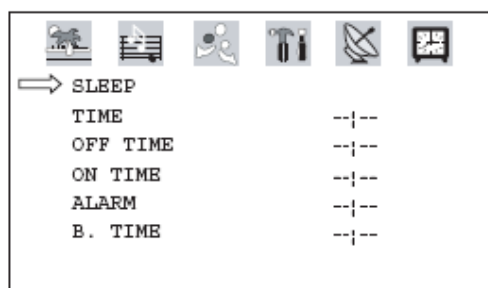 SLEEP
TIME --¦--
OFF TIME --¦--
ON TIME --¦--
ALARM --¦--
B. TIME --¦--